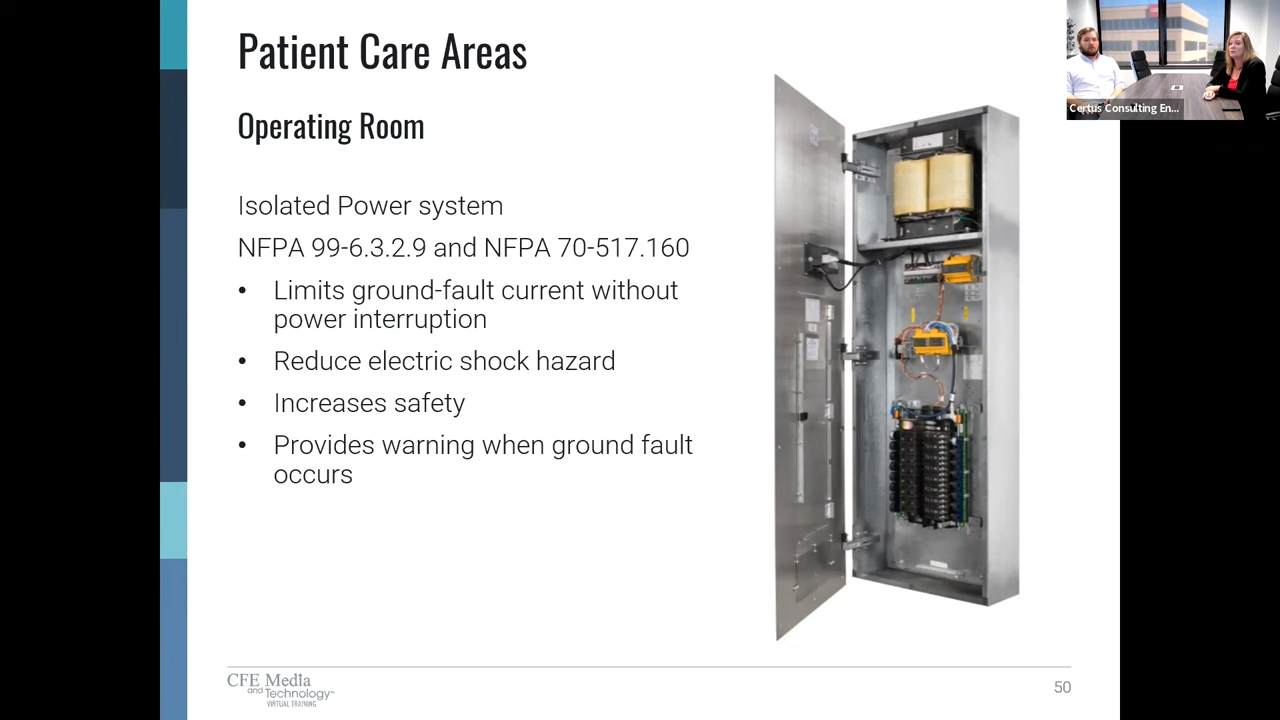 Patient Care Areas
Operating Room
Isolated Power system
NFPA 99-6.3.2.9 and NFPA 70-517.160
• Limits ground-fault current without
power interruption
• Reduce electric shock hazard
• Increases safety
• Provides warning when ground fault
occurs
Certus Consulting En...
CFE Media
and Technology™
VIRTUAL TRAINING
50